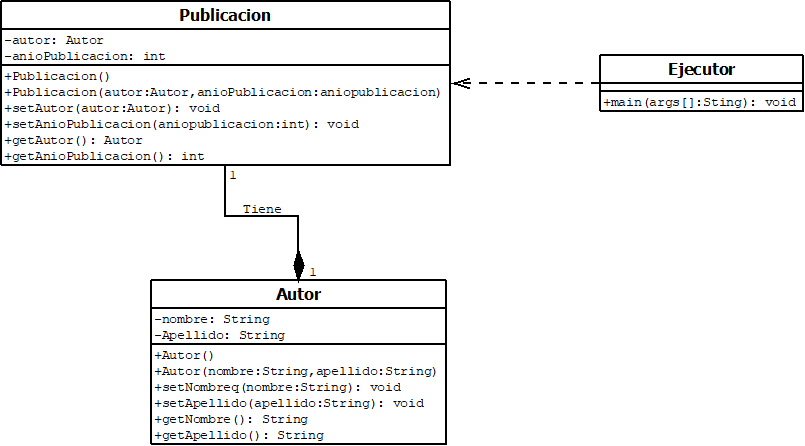 Publicacion
-autor: Autor
-anioPublicacion: int
+Publicacion()
+Publicacion(autor:Autor,anioPublicacion:aniopublicacion)
+setAutor(autor:Autor): void
+setAnioPublicacion(aniopublicacion:int): void
+getAutor(): Autor
+getAnioPublicacion(): int
Ejecutor
+main(args[]:Sting): void
1
Tiene
1
Autor
-nombre: String
-Apellido: String
+Autor()
+Autor(nombre:String,apellido:String)
+setNombreq(nombre:String): void
+setApellido(apellido:String): void
+getNombre(): String
+getApellido(): String